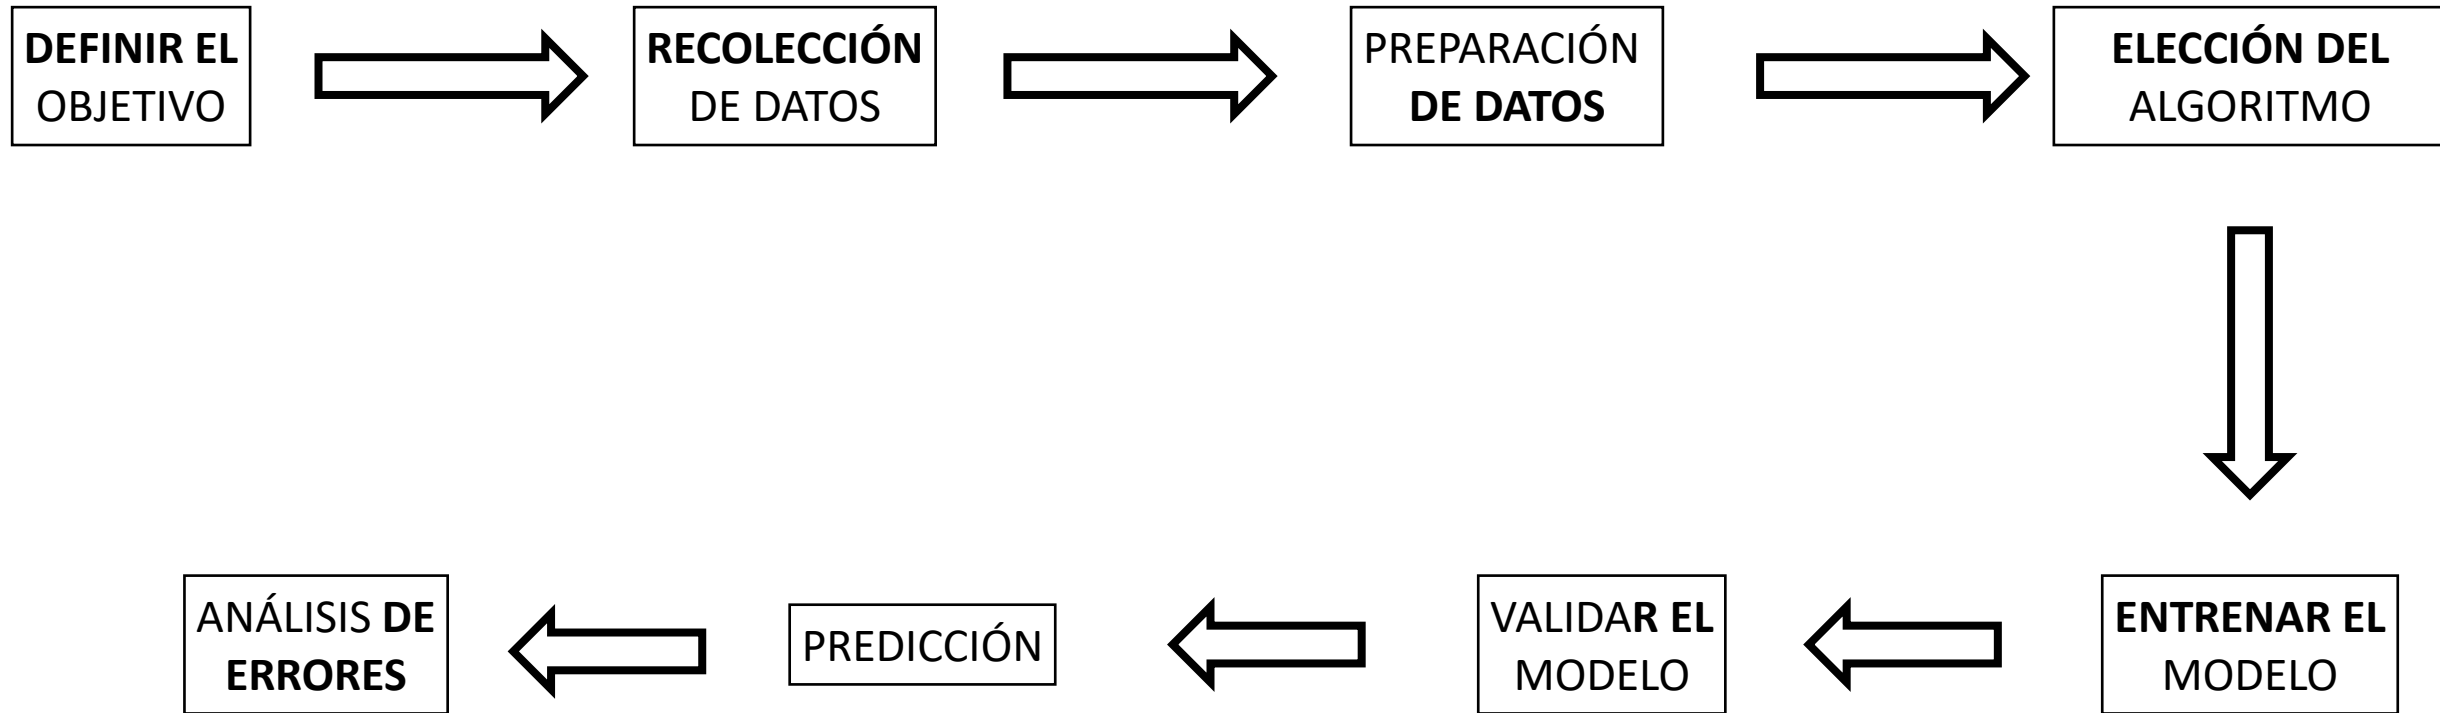 DEFINIR EL
OBJETIVO
RECOLECCIÓN
DE DATOS
PREPARACIÓN
DE DATOS
ELECCIÓN DEL
ALGORITMO
ENTRENAR EL
MODELO
VALIDAR EL
MODELO
PREDICCIÓN
ANÁLISIS DE
ERRORES